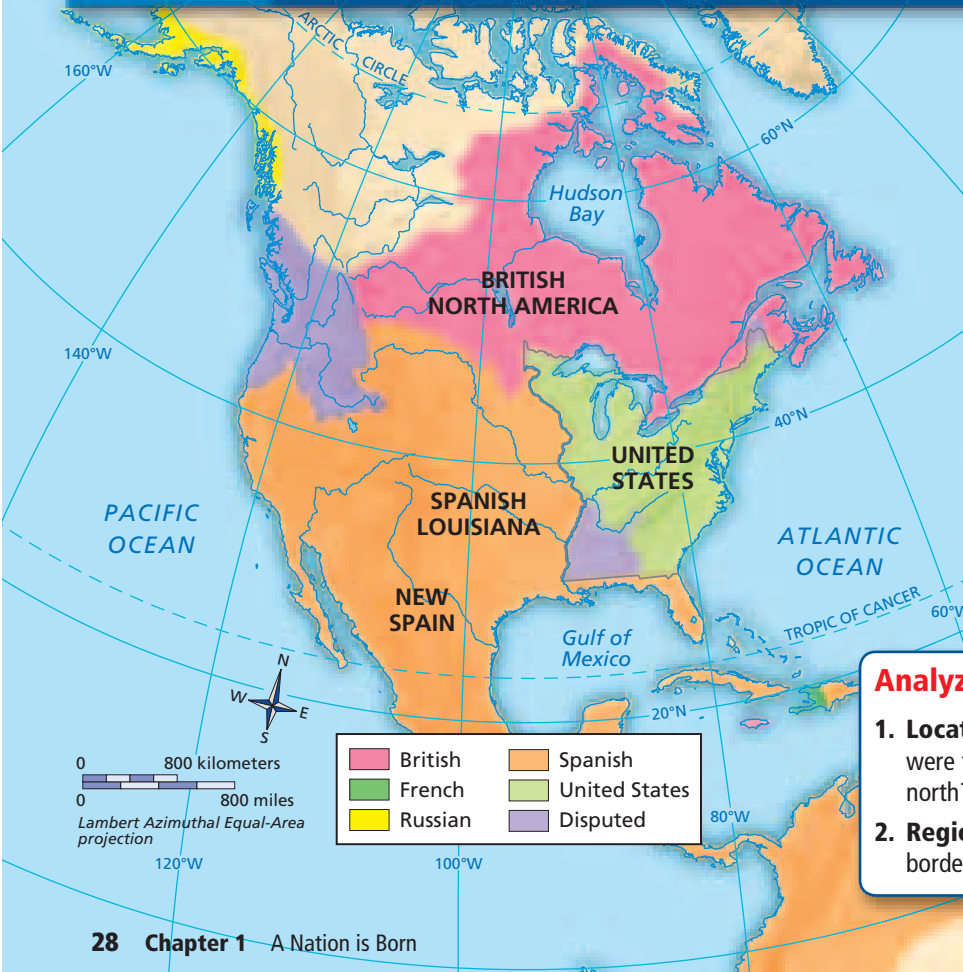 ARCTIC CIRCLE
160°W
60°N
Hudson
Bay
BRITISH
NORTH AMERICA
140°W
40°N
UNITED
STATES
SPANISH
LOUISIANA
PACIFIC
OCEAN
ATLANTIC
OCEAN
NEW
SPAIN
TROPIC OF CANCER
60°W
Gulf of
Mexico
N
W
E
S
20°N
0 800 kilometers
0 800 miles
Lambert Azimuthal Equal-Area
projection
British
French
Russian
Spanish
United States
Disputed
80°W
120°W
100°W
Analyz
1. Locat
were
north
2. Regio
borde
28 Chapter 1 A Nation is Born